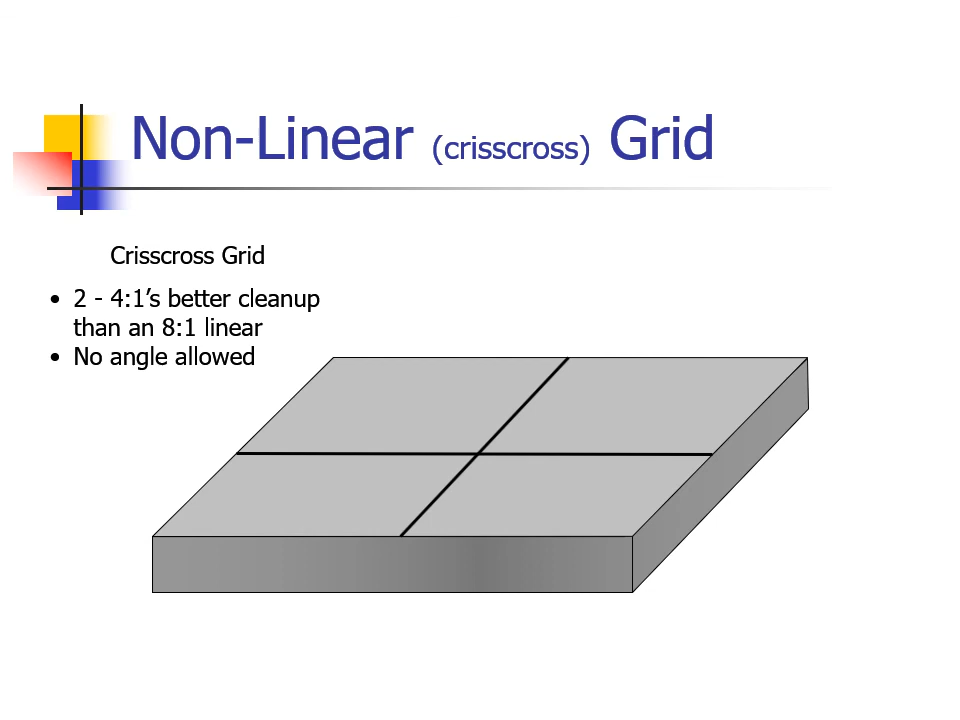 Non-Linear (crisscross) Grid
Crisscross Grid
• 2 - 4:1’s better cleanup
than an 8:1 linear
• No angle allowed